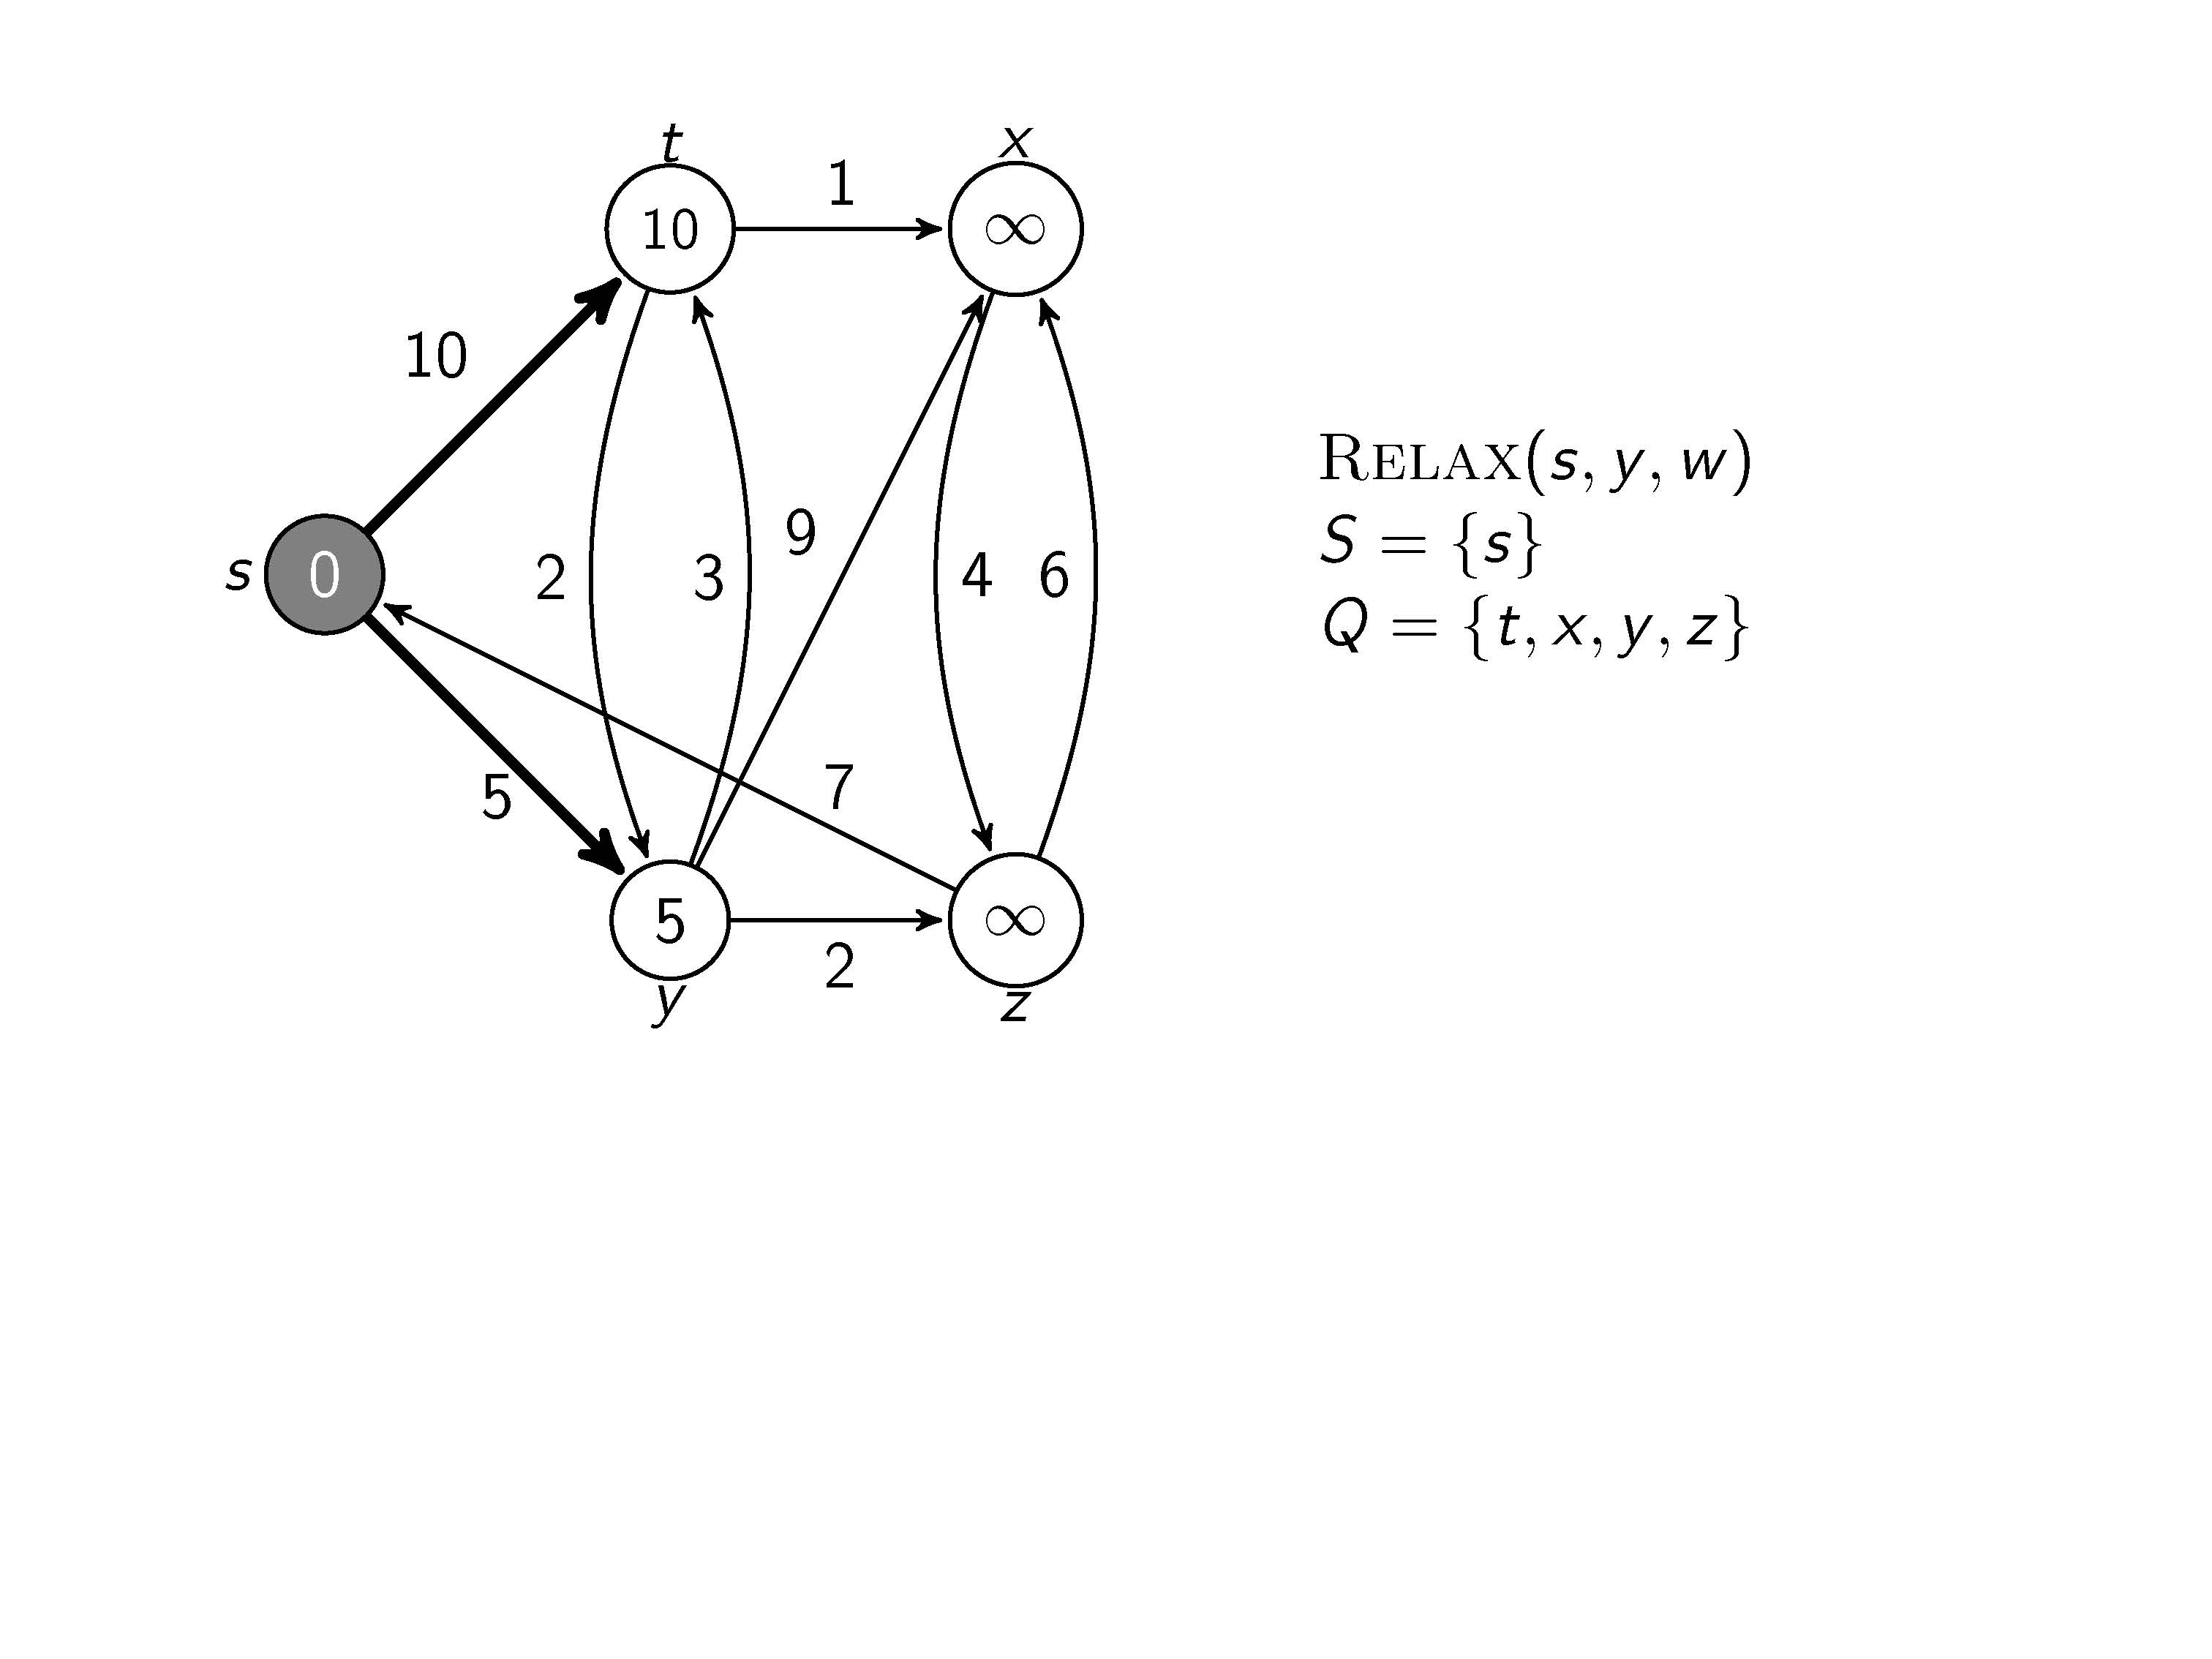 t
x
1
10
∞
10
RELAX(s, y, w)
9
S = {s}
s
0
2
3
4
6
Q = {t, x, y, z}
7
5
5
∞
2
y
z